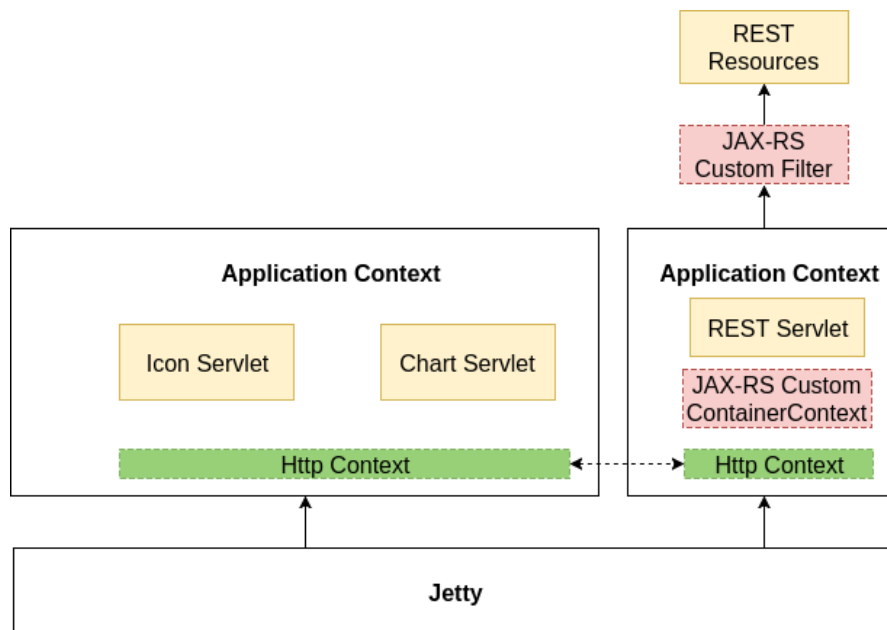 REST
Resources
JAX-RS
Custom Filter
Application Context
Icon Servlet
Chart Servlet
Http Context
Application Context
REST Servlet
JAX-RS Custom
ContainerContext
Http Context
Jetty